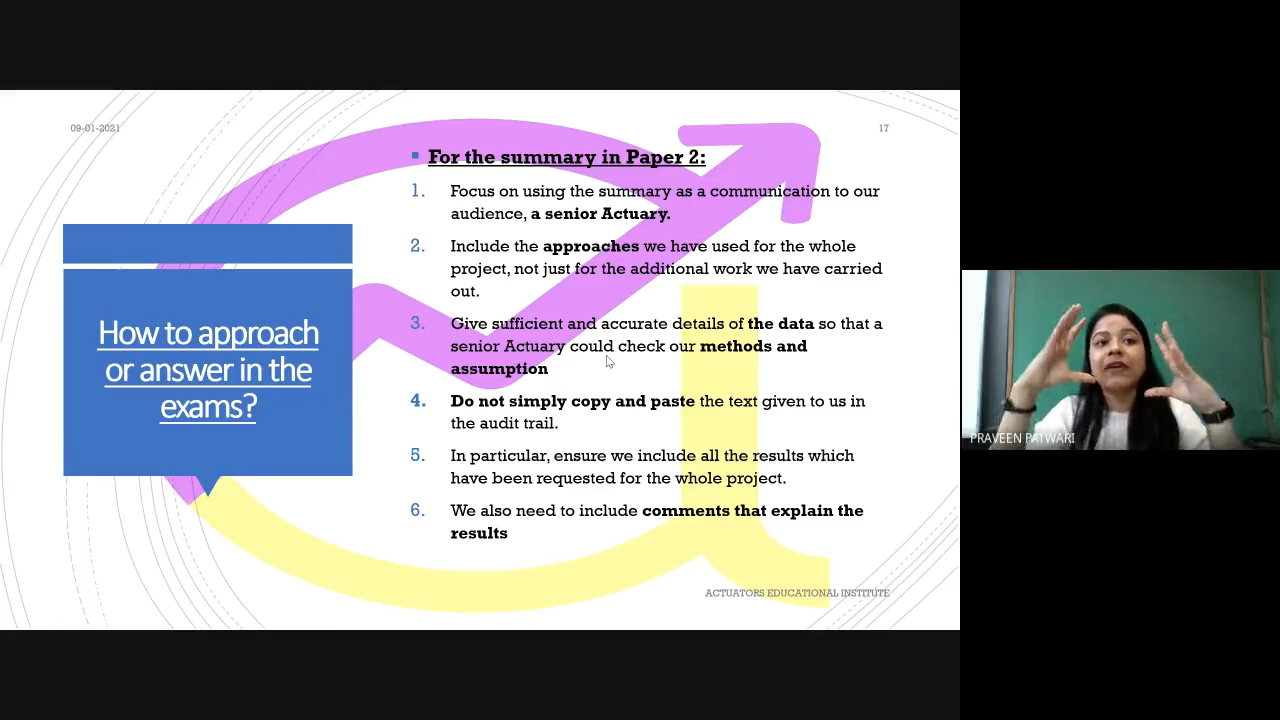 09-01-2021
17
How to approach
or answer in the
exams?
▪ For the summary in Paper 2:
1. Focus on using the summary as a communication to our
audience, a senior Actuary.
2. Include the approaches we have used for the whole
project, not just for the additional work we have carried
out.
3. Give sufficient and accurate details of the data so that a
senior Actuary could check our methods and
assumption
4. Do not simply copy and paste the text given to us in
the audit trail.
5. In particular, ensure we include all the results which
have been requested for the whole project.
6. We also need to include comments that explain the
results
ACTUATORS EDUCATIONAL INSTITUTE
PRAVEEN PATWARI